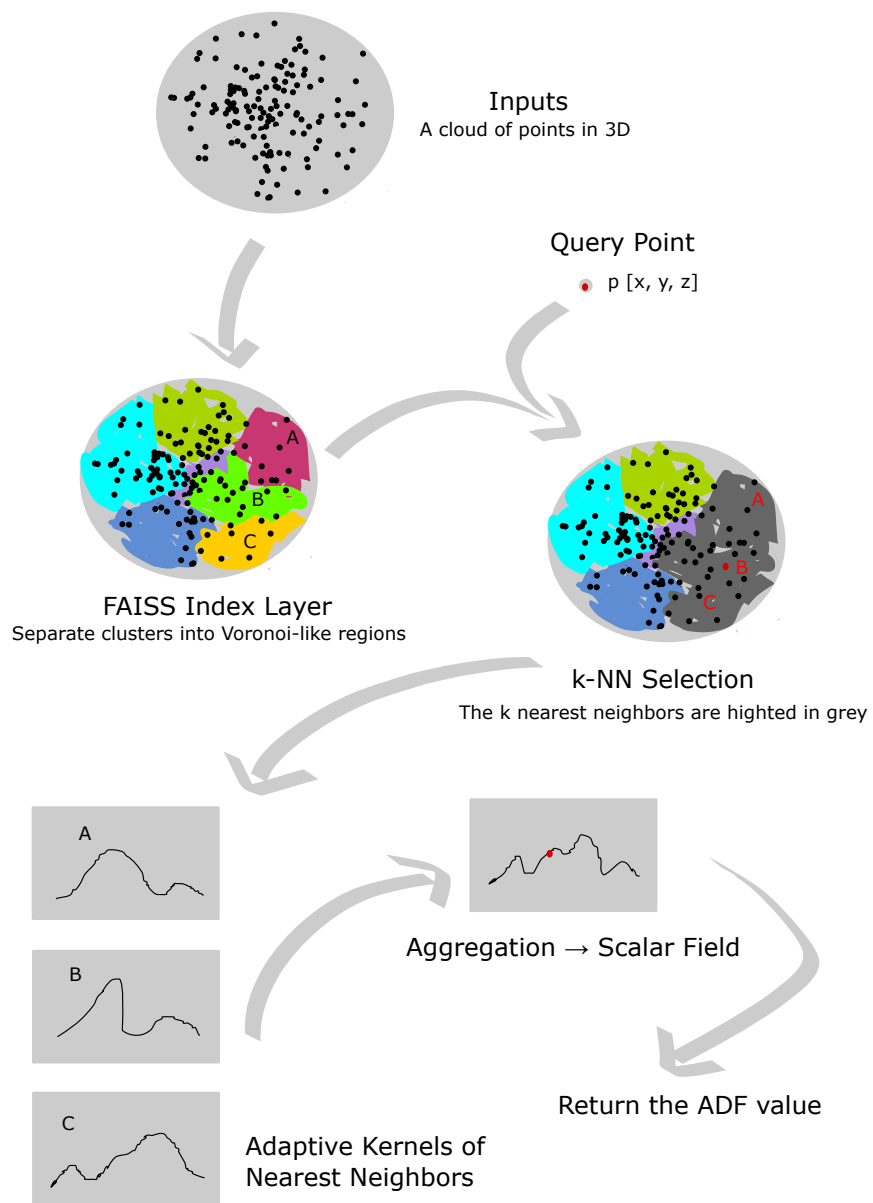 Inputs
A cloud of points in 3D
Query Point
p [x, y, z]
A
B
C
FAISS Index Layer
Separate clusters into Voronoi-like regions
A
B
C
k-NN Selection
The k nearest neighbors are highted in grey
A
B
C
Adaptive Kernels of
Nearest Neighbors
Aggregation → Scalar Field
Return the ADF value